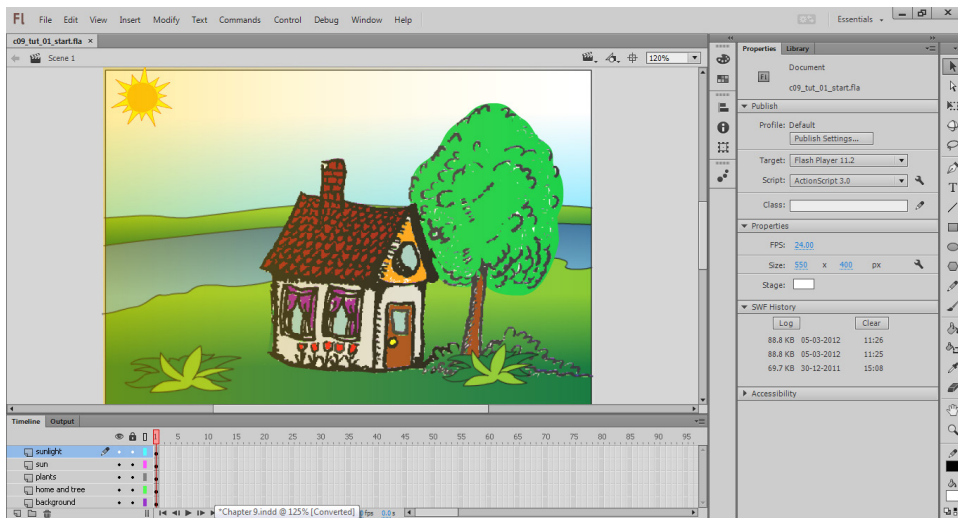 Fl File Edit View Insert Modify Text Commands Control Debug Window Help Essentials
c09_tut_01_start.fla ×
Scene 1 120%
Properties Library
Document
Fl
c09_tut_01_start.fla
Publish
Profile: Default
Publish Settings...
Target: Flash Player 11.2
Script: ActionScript 3.0
Class:
Properties
FPS: 24.00
Size: 550 x 400 px
Stage:
SWF History
Log Clear
88.8 KB 05-03-2012 11:26
88.8 KB 05-03-2012 11:25
69.7 KB 30-12-2011 15:08
Accessibility
T
Timeline Output
1 5 10 15 20 25 30 35 40 45 50 55 60 65 70 75 80 85 90 95
sunlight
sun
plants
home and tree
background
*Chapter 9.indd @ 125% [Converted] fps 0.0 s